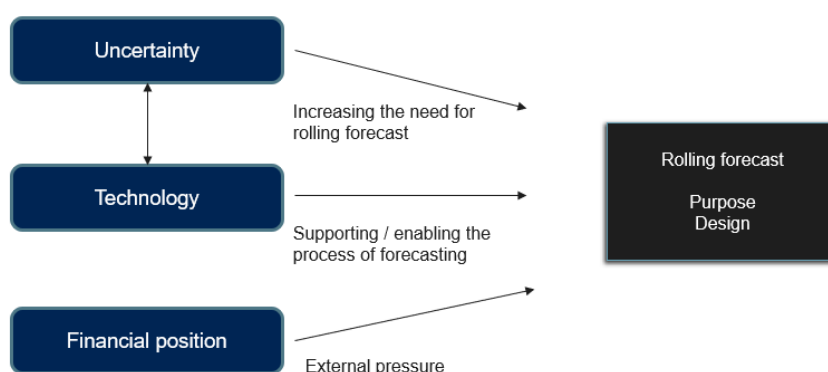 Uncertainty
Increasing the need for
rolling forecast
Technology
Supporting / enabling the
process of forecasting
Financial position
External pressure
Rolling forecast
Purpose
Design